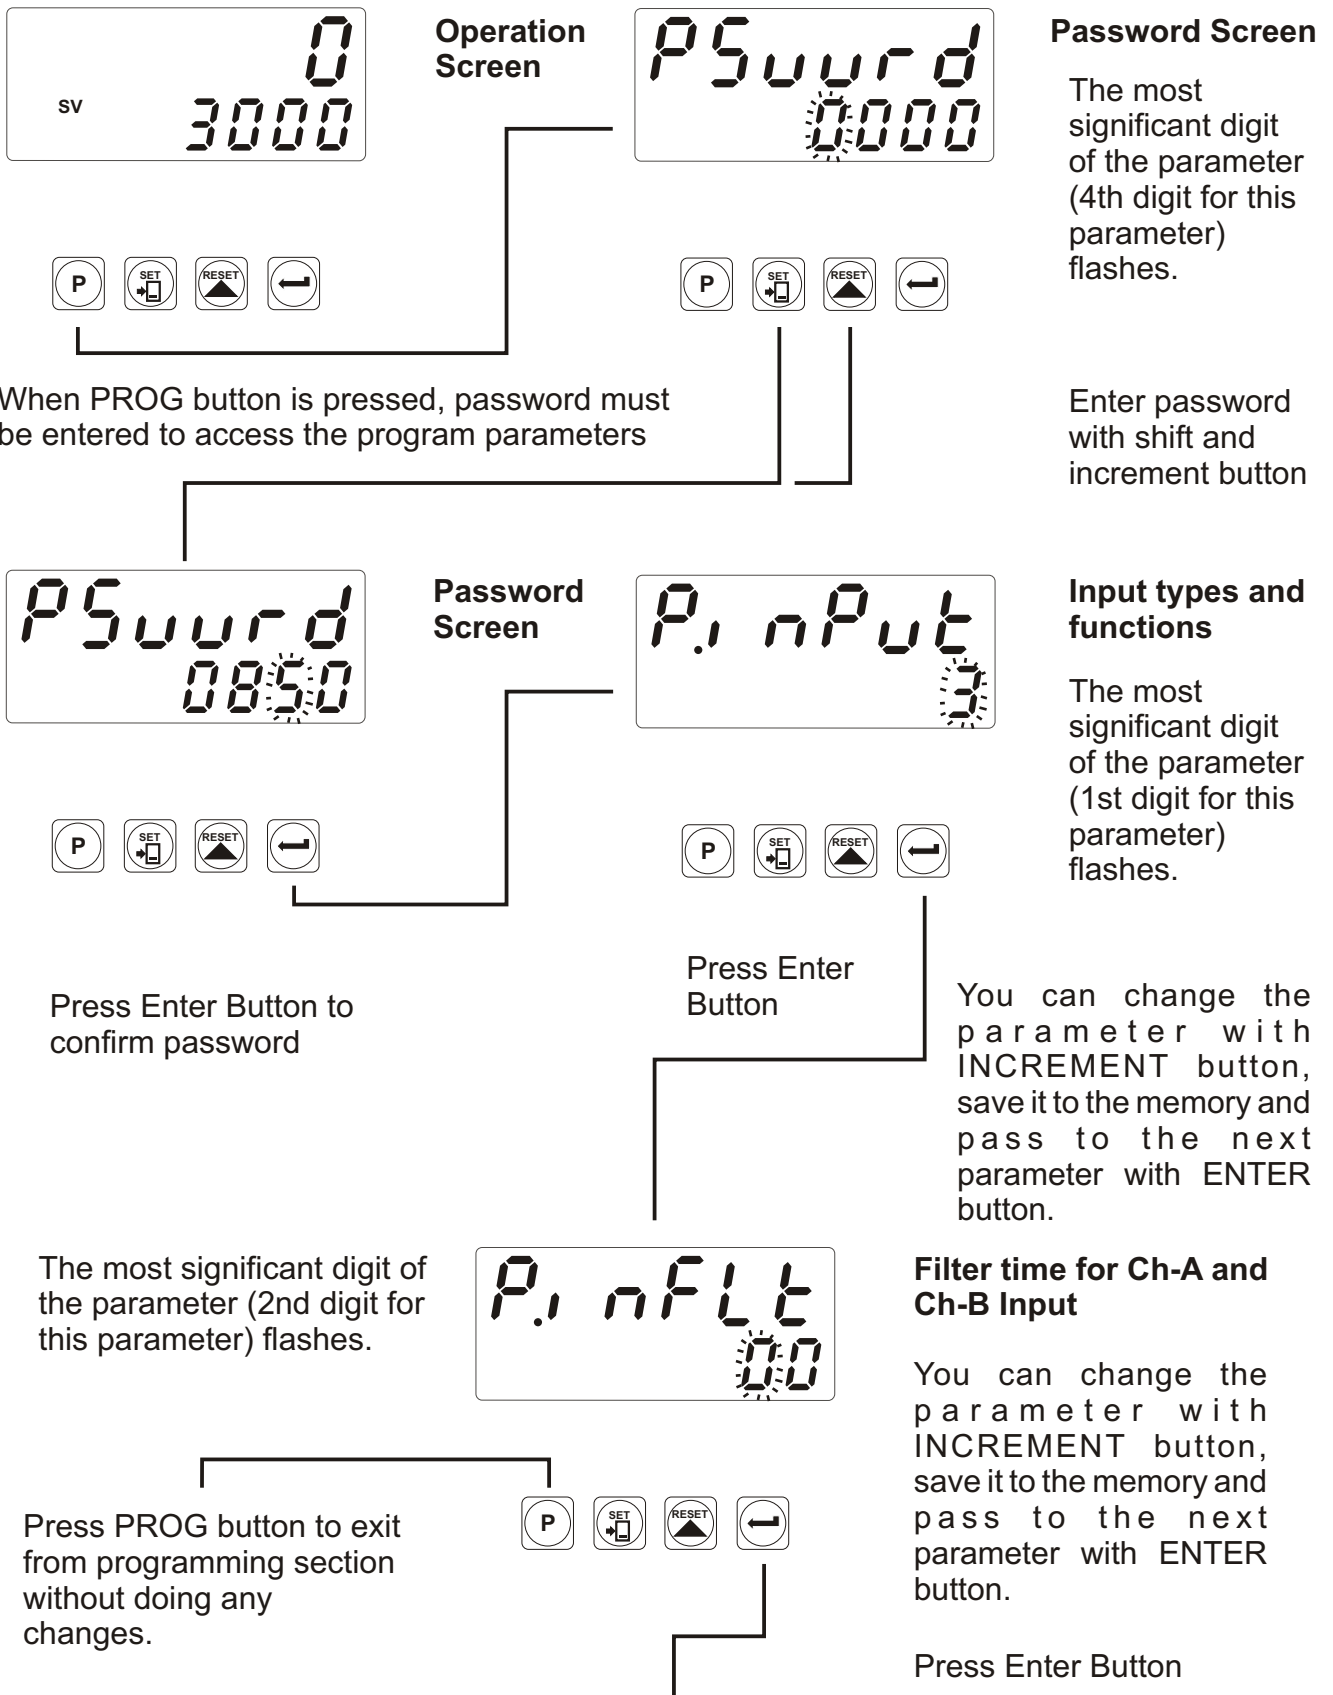 0
SV
3000
Operation
Screen
PSuurd
0000
Password Screen
The most
significant digit
of the parameter
(4th digit for this
parameter)
flashes.
P
SET
RESET
P
SET
RESET
When PROG button is pressed, password must
be entered to access the program parameters
Enter password
with shift and
increment button
PSuurd
0850
Password
Screen
P.inPut
3
Input types and
functions
The most
significant digit
of the parameter
(1st digit for this
parameter)
flashes.
P
SET
RESET
P
SET
RESET
Press Enter Button to
confirm password
Press Enter
Button
You can change the
parameter with
INCREMENT button,
save it to the memory and
pass to the next
parameter with ENTER
button.
The most significant digit of
the parameter (2nd digit for
this parameter) flashes.
P.inFLt
00
Filter time for Ch-A and
Ch-B Input
You can change the
parameter with
INCREMENT button,
save it to the memory and
pass to the next
parameter with ENTER
button.
Press PROG button to exit
from programming section
without doing any
changes.
P
SET
RESET
Press Enter Button